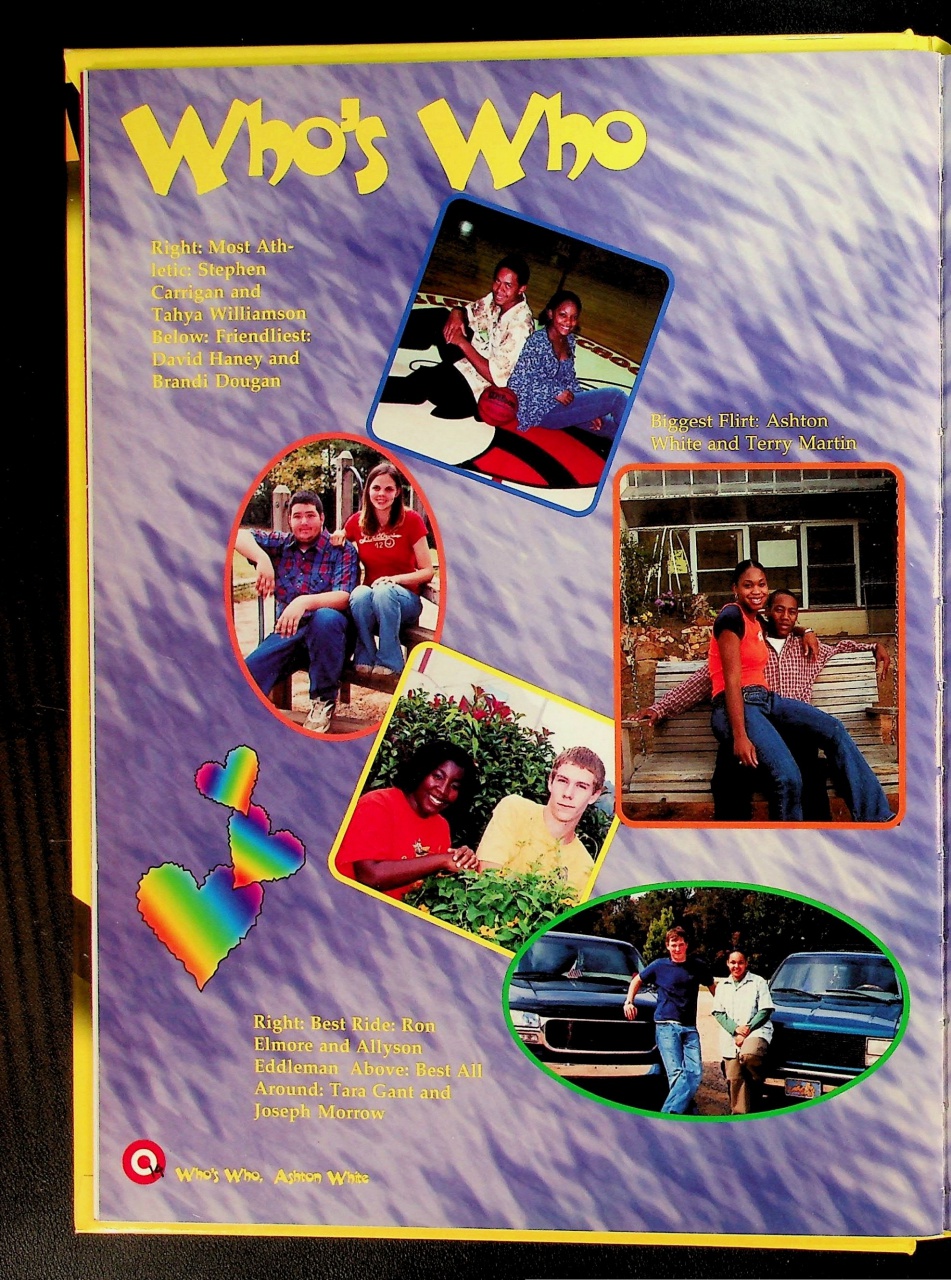 Who's Who
Right: Most Ath-
letic: Stephen
Carrigan and
Tahya Williamson
Below: Friendliest:
David Haney and
Brandi Dougan
Biggest Flirt: Ashton
White and Terry Martin
Right: Best Ride: Ron
Elmore and Allyson
Eddleman Above: Best All
Around: Tara Gant and
Joseph Morrow
Who's Who, Ashton White